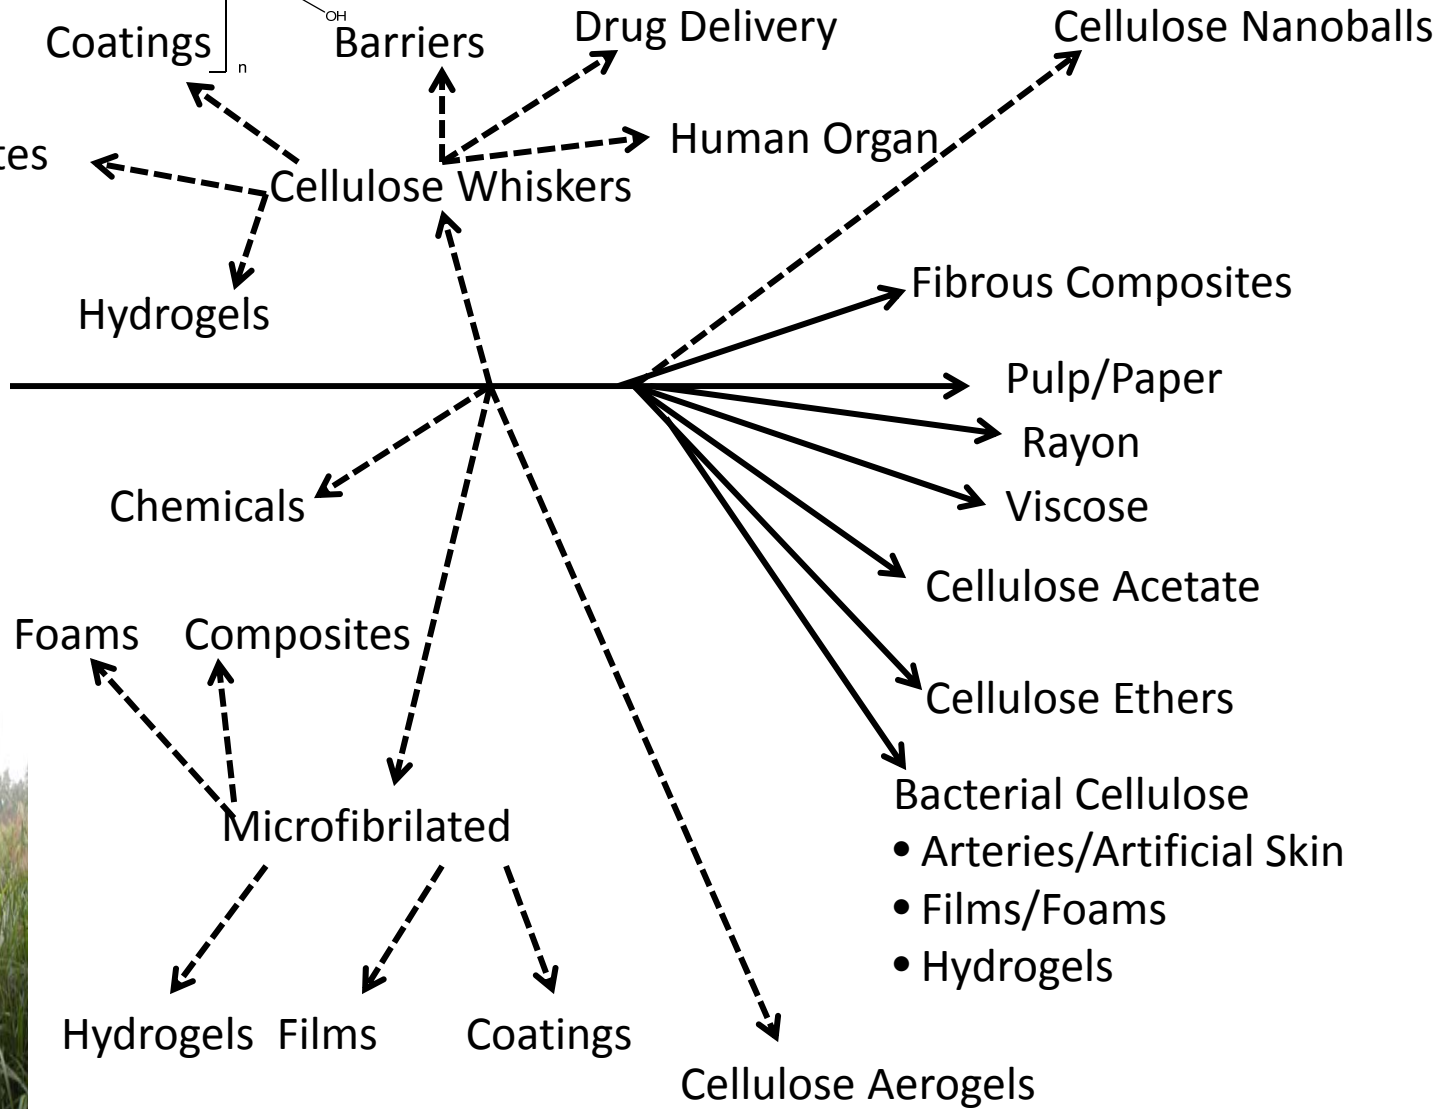 OH
n
Coatings
Barriers
Drug Delivery
Cellulose Nanoballs
tes
Human Organ
Cellulose Whiskers
Hydrogels
Fibrous Composites
Pulp/Paper
Rayon
Viscose
Chemicals
Cellulose Acetate
Foams
Composites
Cellulose Ethers
Microfibrilated
Bacterial Cellulose
• Arteries/Artificial Skin
• Films/Foams
• Hydrogels
Hydrogels
Films
Coatings
Cellulose Aerogels